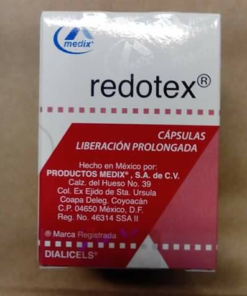 medix®
redotex®
CÁPSULAS
LIBERACIÓN PROLONGADA
Hecho en México por:
PRODUCTOS MEDIX®, S.A. de C.V.
Calz. del Hueso No. 39
Col. Ex Ejido de Sta. Ursula
Coapa Deleg. Coyoacán
C.P. 04650 México, D.F.
Reg. No. 46314 SSA II
® Marca Registrada
DIALICELS®